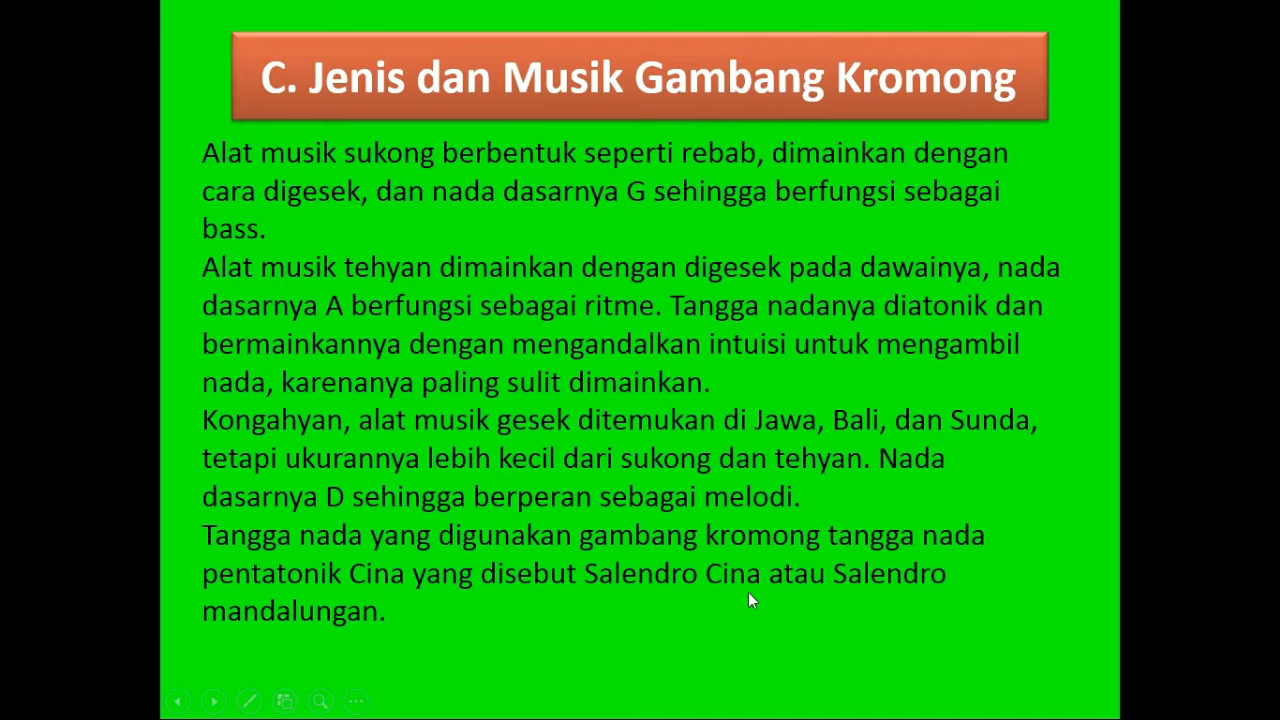 C. Jenis dan Musik Gambang Kromong
Alat musik sukong berbentuk seperti rebab, dimainkan dengan
cara digesek, dan nada dasarnya G sehingga berfungsi sebagai
bass.
Alat musik tehyan dimainkan dengan digesek pada dawainya, nada
dasarnya A berfungsi sebagai ritme. Tangga nadanya diatonik dan
bermainkannya dengan mengandalkan intuisi untuk mengambil
nada, karenanya paling sulit dimainkan.
Kongahyan, alat musik gesek ditemukan di Jawa, Bali, dan Sunda,
tetapi ukurannya lebih kecil dari sukong dan tehyan. Nada
dasarnya D sehingga berperan sebagai melodi.
Tangga nada yang digunakan gambang kromong tangga nada
pentatonik Cina yang disebut Salendro Cina atau Salendro
mandalungan.